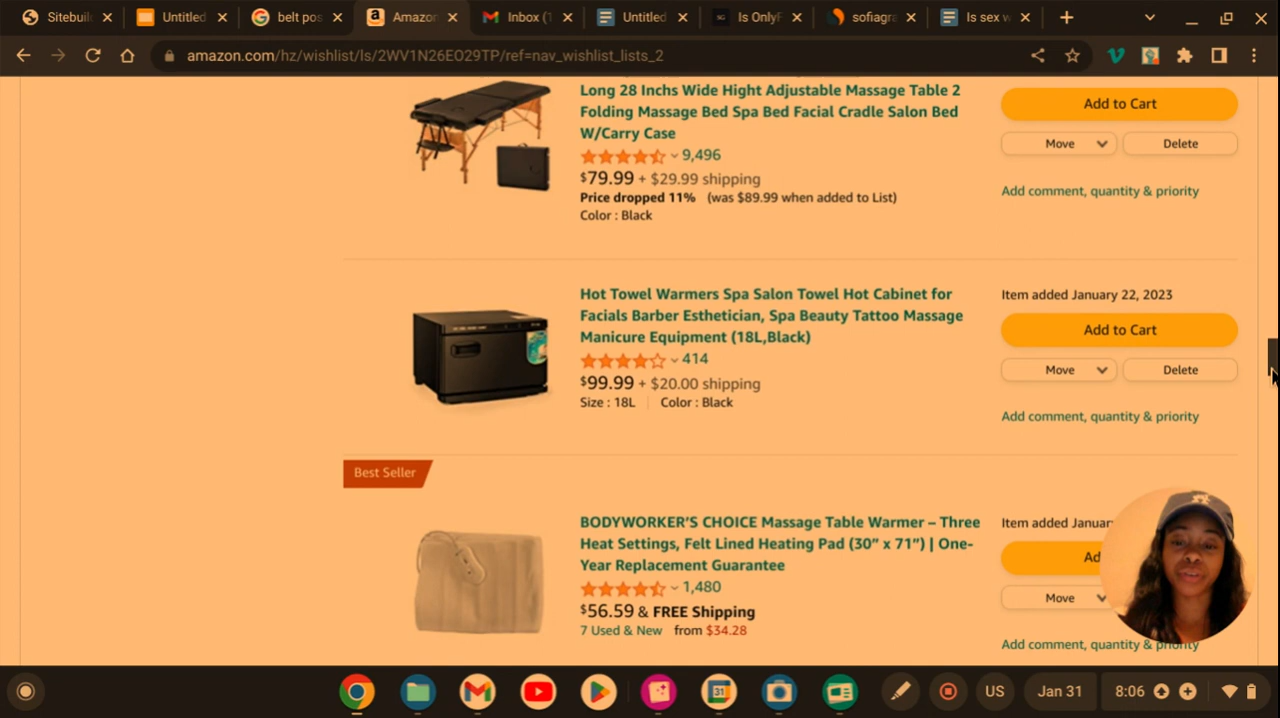 Sitebuil
Untitled
belt pos
Amazon
Inbox (1
Untitled
SG
Is OnlyF
sofiagra
Is sex w
amazon.com/hz/wishlist/ls/2WV1N26EO29TP/ref=nav_wishlist_lists_2
Long 28 Inchs Wide Hight Adjustable Massage Table 2
Folding Massage Bed Spa Bed Facial Cradle Salon Bed
W/Carry Case
9,496
$79.99 + $29.99 shipping
Price dropped 11% (was $89.99 when added to List)
Color : Black
Add to Cart
Move
Delete
Add comment, quantity & priority
Hot Towel Warmers Spa Salon Towel Hot Cabinet for
Facials Barber Esthetician, Spa Beauty Tattoo Massage
Manicure Equipment (18L,Black)
414
$99.99 + $20.00 shipping
Size : 18L
Color : Black
Item added January 22, 2023
Add to Cart
Move
Delete
Add comment, quantity & priority
Best Seller
BODYWORKER'S CHOICE Massage Table Warmer – Three
Heat Settings, Felt Lined Heating Pad (30” x 71”) | One-
Year Replacement Guarantee
1,480
$56.59 & FREE Shipping
7 Used & New from $34.28
Item added Januar
Ad
Move
Add comment, quantity & priority
31
US
Jan 31
8:06